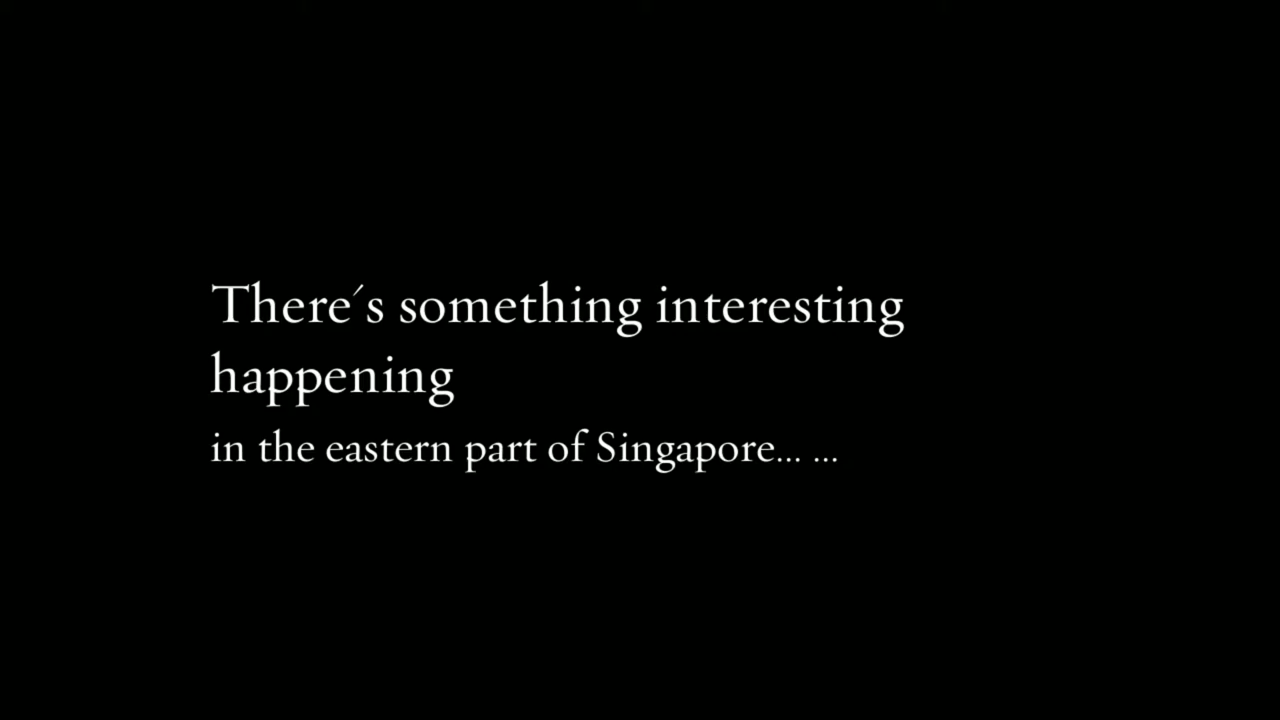 There´s something interesting
happening
in the eastern part of Singapore... ...